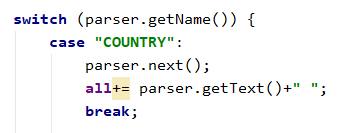 switch (parser.getName()) {
case "COUNTRY":
parser.next();
all+= parser.getText()+" ";
break;